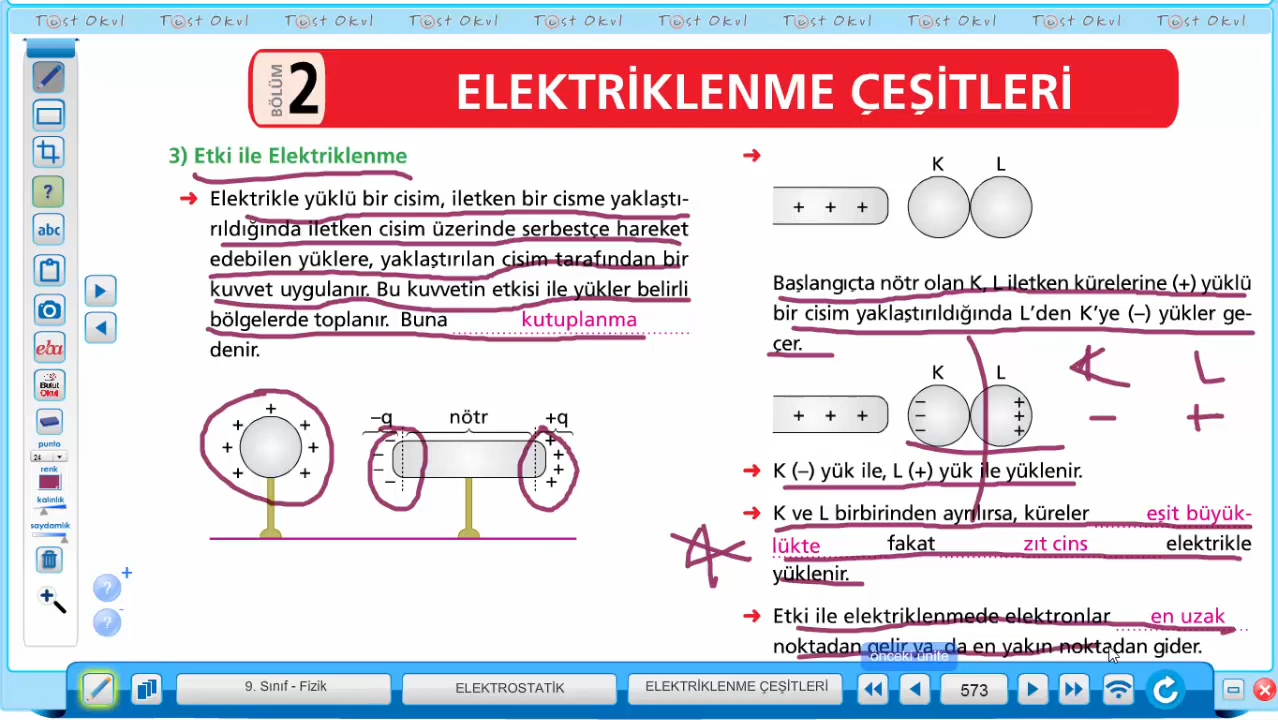 Test Okul Test Okul Test Okul Test Okul Test Okul Test Okul Test Okul Test Okul Test Okul Test Okul
BÖLÜM 2
ELEKTRİKLENME ÇEŞİTLERİ
3) Etki ile Elektriklenme
➜ Elektrikle yüklü bir cisim, iletken bir cisme yaklaştı-
rıldığında iletken cisim üzerinde serbestçe hareket
edebilen yüklere, yaklaştırılan cisim tarafından bir
kuvvet uygulanır. Bu kuvvetin etkisi ile yükler belirli
bölgelerde toplanır. Buna kutuplanma
denir.
–q nötr +q
➜
K L
+ + +
Başlangıçta nötr olan K, L iletken kürelerine (+) yüklü
bir cisim yaklaştırıldığında L'den K'ye (–) yükler ge-
çer.
K L
K L
+ + +
– +
➜ K (–) yük ile, L (+) yük ile yüklenir.
➜ K ve L birbirinden ayrılırsa, küreler eşit büyük-
lükte fakat zıt cins elektrikle
yüklenir.
➜ Etki ile elektriklenmede elektronlar en uzak
noktadan gelir ya da en yakın noktadan gider.
önceki ünite
?
abc
eba
Bulut Okul
punto
24
renk
kalınlık
saydamlık
? +
? -
9. Sınıf - Fizik
ELEKTROSTATİK
ELEKTRİKLENME ÇEŞİTLERİ
573